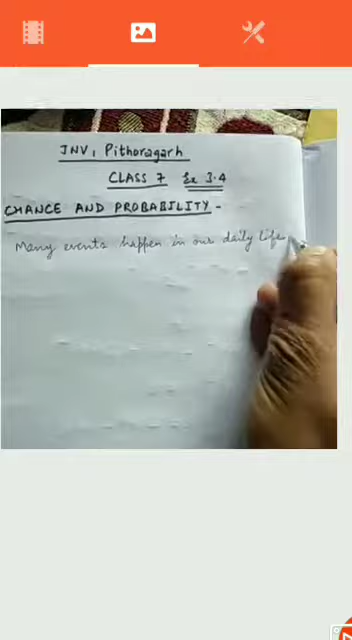 JNV, Pithoragarh
CLASS 7 Ex 3.4
CHANCE AND PROBABILITY -
Many events happen in our daily life